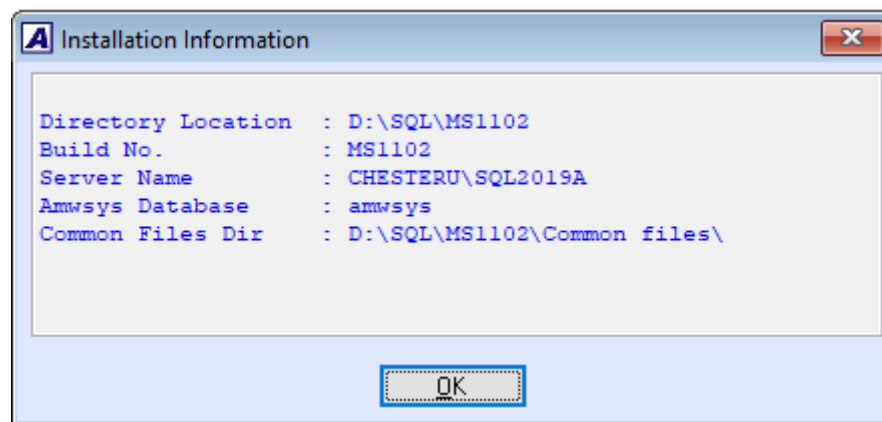 A Installation Information
Directory Location : D:\SQL\MS1102
Build No. : MS1102
Server Name : CHESTERU\SQL2019A
Amwsys Database : amwsys
Common Files Dir : D:\SQL\MS1102\Common files\
OK